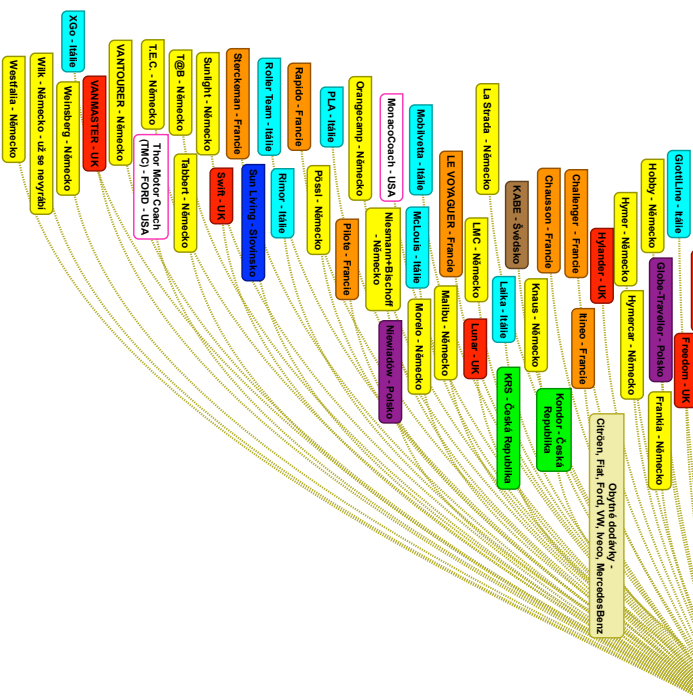 Westfalia - Německo
Wilk - Německo - už se nevyrábí
XGo - Itálie
Weinsberg - Německo
VANMASTER - UK
VANTOURER - Německo
T.E.C. - Německo
Thor Motor Coach
(TMC) - FORD - USA
T@B - Německo
Tabbert - Německo
Sunlight - Německo
Swift - UK
Sterckeman - Francie
Sun Living - Slovinsko
Roller Team - Itálie
Rimor - Itálie
Rapido - Francie
Pössl - Německo
PLA - Itálie
Pilote - Francie
Orangecamp - Německo
Niesmann+Bischoff
- Německo
MonacoCoach - USA
Niewiadów - Polsko
Mobilvetta - Itálie
McLouis - Itálie
Morelo - Německo
LE VOYAGUER - Francie
Malibu - Německo
La Strada - Německo
LMC - Německo
Lunar - UK
Laika - Itálie
KRS - Česká Republika
KABE - Švédsko
Knaus - Německo
Kondor - Česká
Republika
Chausson - Francie
Challenger - Francie
Itineo - Francie
Hylander - UK
Obytné dodávky -
Citröen, Fiat, Ford, VW, Iveco, MercedesBenz
Hymer - Německo
Hymercar - Německo
Hobby - Německo
Globe-Traveller - Polsko
Frankia - Německo
GiottiLine - Itálie
Freedom - UK